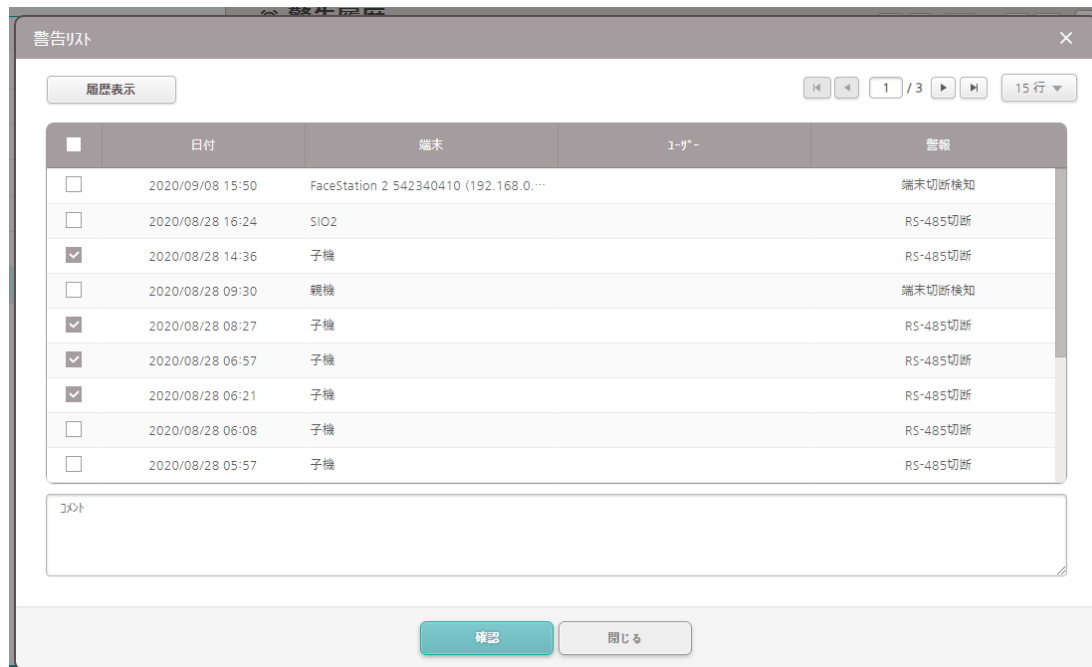 警告履歴
警告リスト
履歴表示 1 / 3 15 行
日付 端末 ユーザー 警報
2020/09/08 15:50 FaceStation 2 542340410 (192.168.0.… 端末切断検知
2020/08/28 16:24 SIO2 RS-485切断
2020/08/28 14:36 子機 RS-485切断
2020/08/28 09:30 親機 端末切断検知
2020/08/28 08:27 子機 RS-485切断
2020/08/28 06:57 子機 RS-485切断
2020/08/28 06:21 子機 RS-485切断
2020/08/28 06:08 子機 RS-485切断
2020/08/28 05:57 子機 RS-485切断
コメント
確認 閉じる